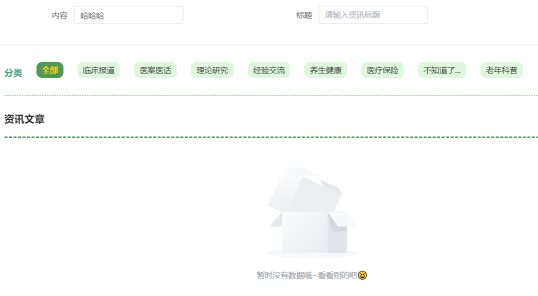 内容 哈哈哈 标题 请输入资讯标题
分类 全部 临床报道 医案医话 理论研究 经验交流 养生健康 医疗保险 不知道了... 老年科普
资讯文章
暂时没有数据哦~看看别的吧😄